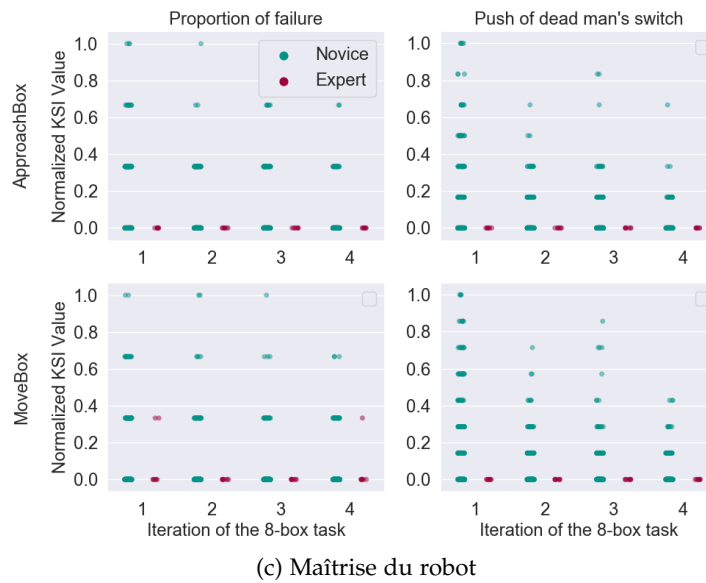 Proportion of failure
Push of dead man's switch
ApproachBox
Normalized KSI Value
1.0
0.8
0.6
0.4
0.2
0.0
Novice
Expert
1 2 3 4
1.0
0.8
0.6
0.4
0.2
0.0
1 2 3 4
MoveBox
Normalized KSI Value
1.0
0.8
0.6
0.4
0.2
0.0
1 2 3 4
Iteration of the 8-box task
1.0
0.8
0.6
0.4
0.2
0.0
1 2 3 4
Iteration of the 8-box task
(c) Maîtrise du robot